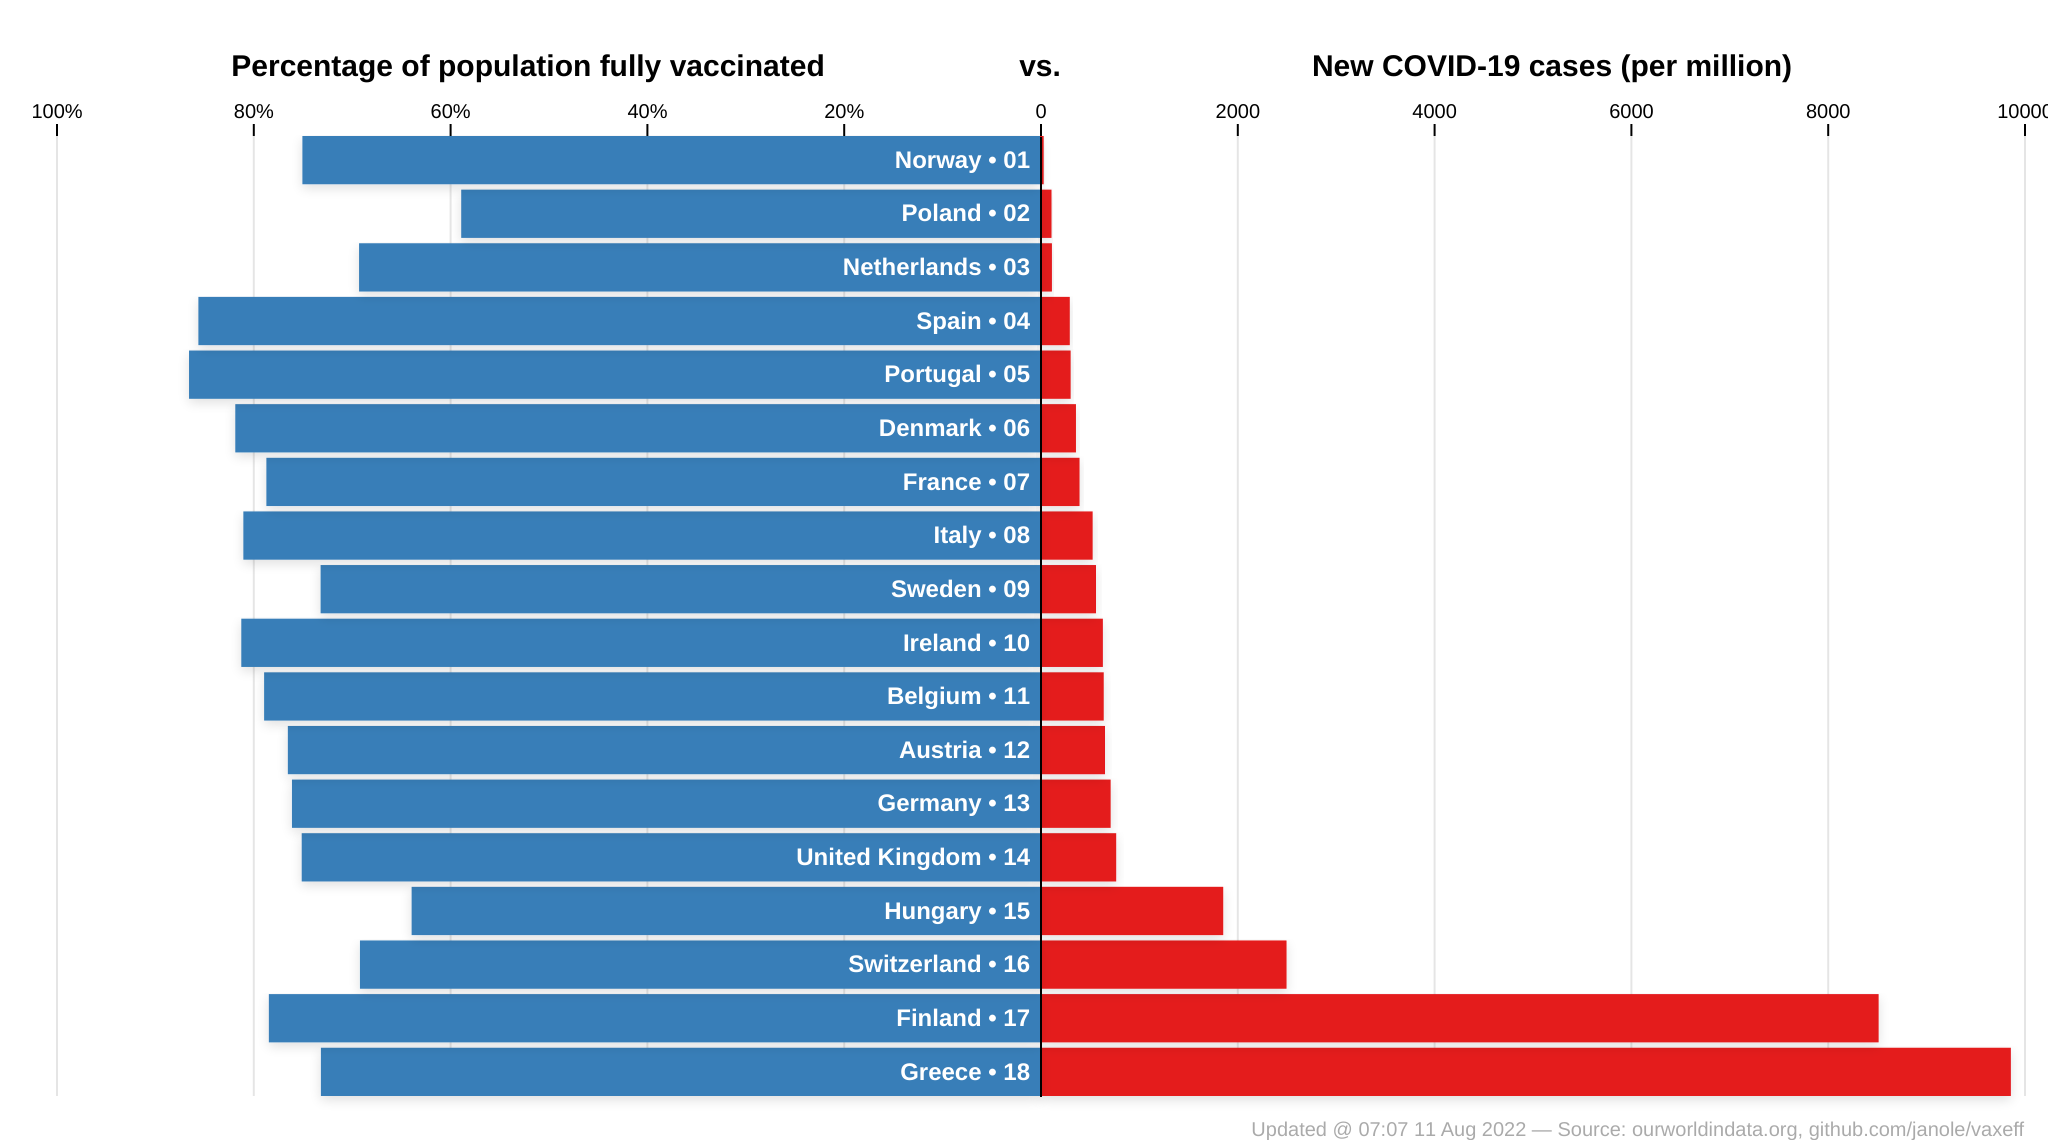 Percentage of population fully vaccinated vs. New COVID-19 cases (per million)
100% 80% 60% 40% 20% 0 2000 4000 6000 8000 10000
Norway • 01
Poland • 02
Netherlands • 03
Spain • 04
Portugal • 05
Denmark • 06
France • 07
Italy • 08
Sweden • 09
Ireland • 10
Belgium • 11
Austria • 12
Germany • 13
United Kingdom • 14
Hungary • 15
Switzerland • 16
Finland • 17
Greece • 18
Updated @ 07:07 11 Aug 2022 — Source: ourworldindata.org, github.com/janole/vaxeff